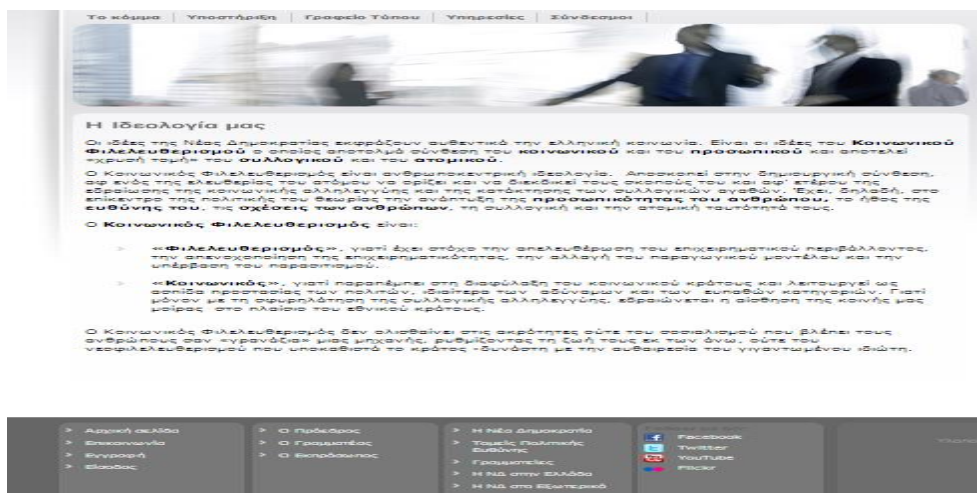 Το κόμμα | Υποστήριξη | Γραφείο Τύπου | Υπηρεσίες | Σύνδεσμοι |
Η Ιδεολογία μας
Οι ιδέες της Νέας Δημοκρατίας εκφράζουν αυθεντικά την ελληνική κοινωνία. Είναι οι ιδέες του Κοινωνικού
Φιλελευθερισμού ο οποίος αποτολμά σύνθεση του κοινωνικού και του προσωπικού και αποτελεί
«χρυσή τομή» του συλλογικού και του ατομικού.
Ο Κοινωνικός Φιλελευθερισμός είναι ανθρωποκεντρική ιδεολογία. Αποσκοπεί στην δημιουργική σύνθεση,
αφ ενός της ελευθερίας του ατόμου να ορίζει και να διεκδικεί τους σκοπούς του και αφ' ετέρου της
εδραίωσης της κοινωνικής αλληλεγγύης και της κατάκτησης των συλλογικών αγαθών. Έχει, δηλαδή, στο
επίκεντρο της πολιτικής του θεωρίας την ανάπτυξη της προσωπικότητας του ανθρώπου, το ήθος της
ευθύνης του, τις σχέσεις των ανθρώπων, τη συλλογική και την ατομική ταυτότητά τους.
Ο Κοινωνικός Φιλελευθερισμός είναι:
«Φιλελευθερισμός», γιατί έχει στόχο την απελευθέρωση του επιχειρηματικού περιβάλλοντος,
την απενοχοποίηση της επιχειρηματικότητας, την αλλαγή του παραγωγικού μοντέλου και την
υπέρβαση του παρασιτισμού.
«Κοινωνικός», γιατί παραπέμπει στη διαφύλαξη του κοινωνικού κράτους και λειτουργεί ως
ασπίδα προστασίας των πολιτών, ιδιαίτερα των αδύναμων και των ευπαθών κατηγοριών. Γιατί
μόνον με τη σφυρηλάτηση της συλλογικής αλληλεγγύης, εδραιώνεται η αίσθηση της κοινής μας
μοίρας στο πλαίσιο του εθνικού κράτους.
Ο Κοινωνικός Φιλελευθερισμός δεν ολισθαίνει στις ακρότητες ούτε του σοσιαλισμού που βλέπει τους
ανθρώπους σαν «γρανάζια» μιας μηχανής, ρυθμίζοντας τη ζωή τους εκ των άνω, ούτε του
νεοφιλελευθερισμού που υποκαθιστά το κράτος -δυνάστη με την αυθαιρεσία του γιγαντωμένου ιδιώτη.
> Αρχική σελίδα
> Επικοινωνία
> Εγγραφή
> Είσοδος
> Ο Πρόεδρος
> Ο Γραμματέας
> Ο Εκπρόσωπος
> Η Νέα Δημοκρατία
> Τομείς Πολιτικής
Ευθύνης
> Γραμματείες
> Η ΝΔ στην Ελλάδα
> Η ΝΔ στο Εξωτερικό
Facebook
Twitter
YouTube
Flickr